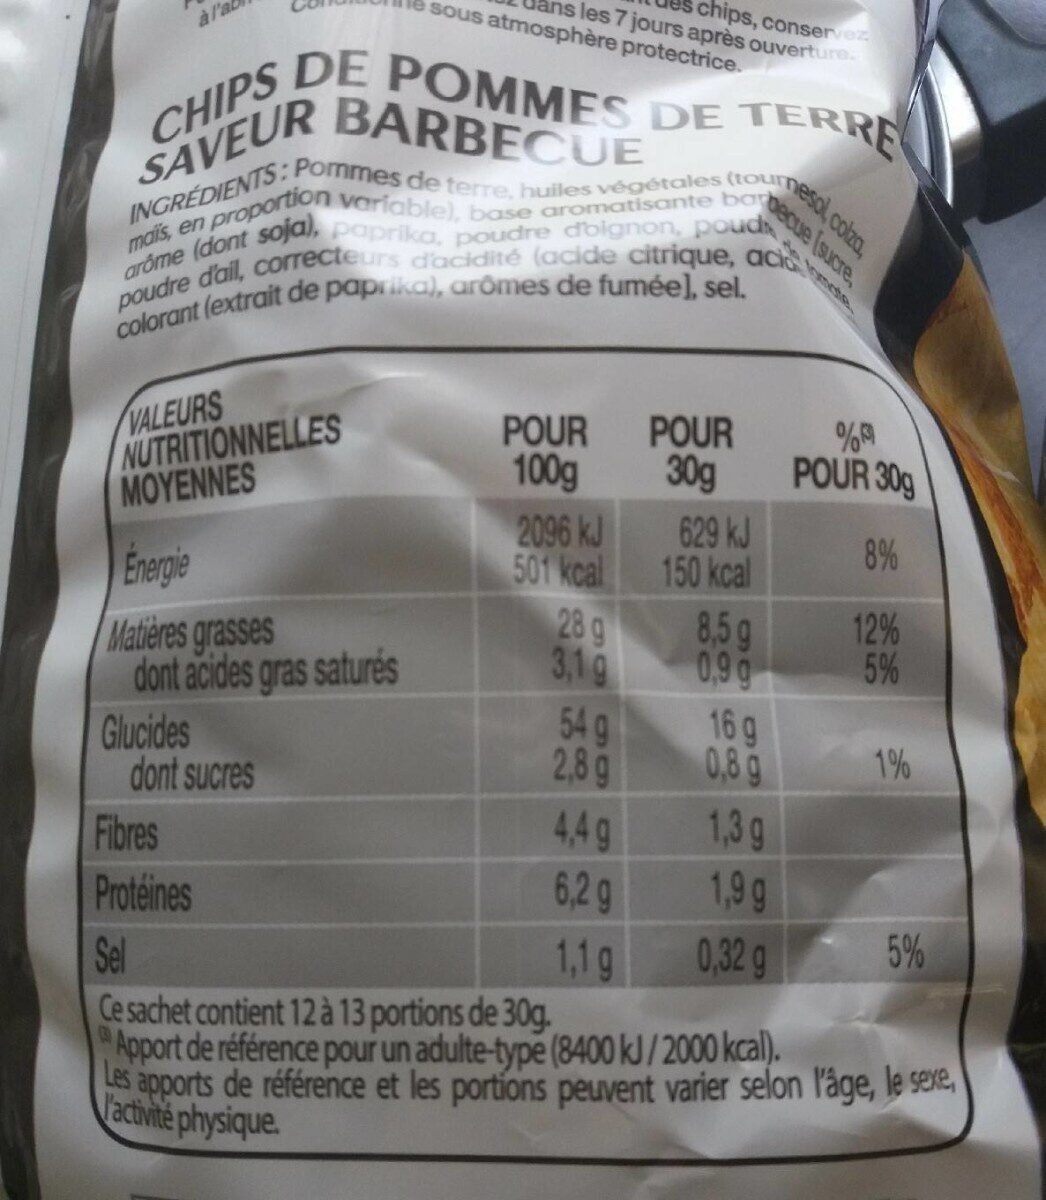 des chips, conservez
dans les 7 jours après ouverture.
sous atmosphère protectrice.
CHIPS DE POMMES DE TERRE
SAVEUR BARBECUE
INGRÉDIENTS : Pommes de terre, huiles végétales (tournesol, colza,
maïs, en proportion variable), base aromatisante barbecue [sucre,
arôme (dont soja), paprika, poudre d'oignon, poudre de tomate,
poudre d'ail, correcteurs d'acidité (acide citrique,
colorant (extrait de paprika), arômes de fumée], sel.
VALEURS
NUTRITIONNELLES
MOYENNES
POUR
100g
POUR
30g
%(3)
POUR 30g
Énergie 2096 kJ 629 kJ 8%
501 kcal 150 kcal
Matières grasses 28 g 8,5 g 12%
dont acides gras saturés 3,1 g 0,9 g 5%
Glucides 54 g 16 g
dont sucres 2,8 g 0,8 g 1%
Fibres 4,4 g 1,3 g
Protéines 6,2 g 1,9 g
Sel 1,1 g 0,32 g 5%
Ce sachet contient 12 à 13 portions de 30g.
(3) Apport de référence pour un adulte-type (8400 kJ / 2000 kcal).
Les apports de référence et les portions peuvent varier selon l'âge, le sexe,
l'activité physique.